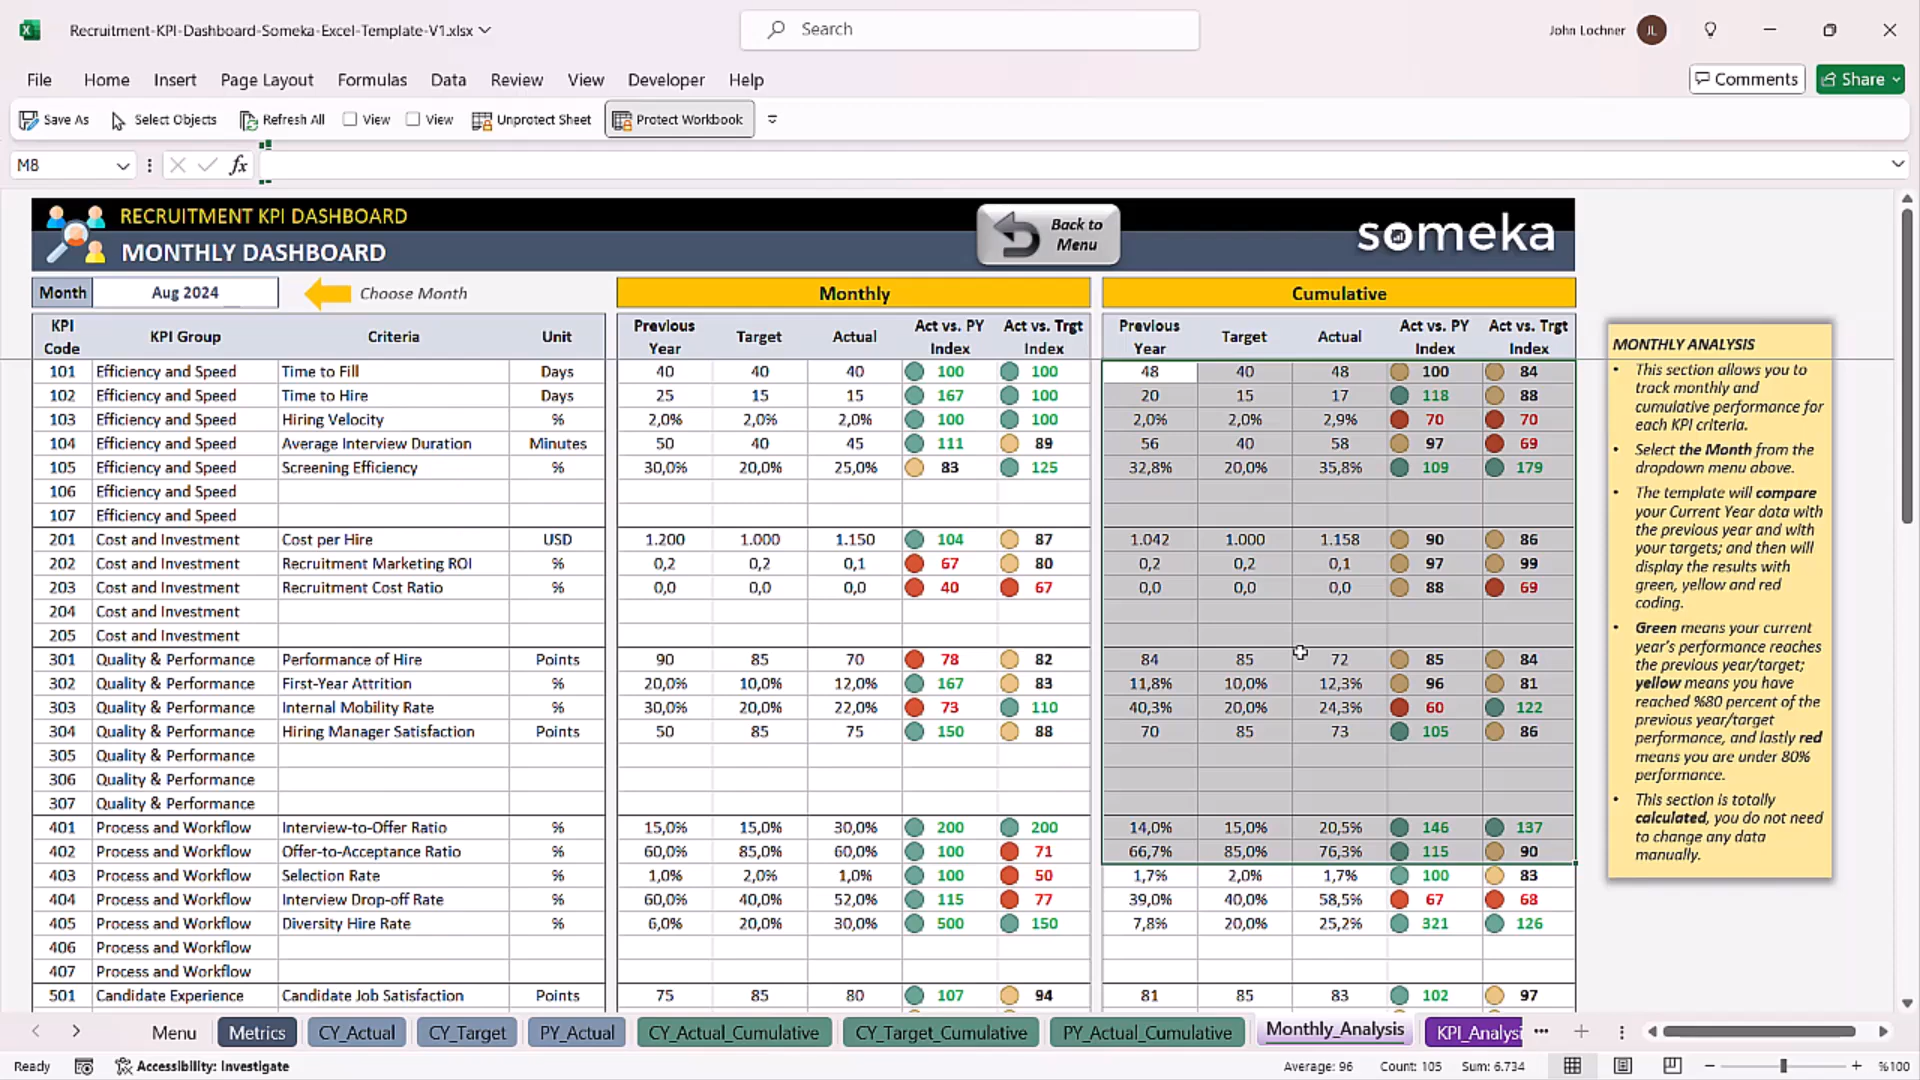 Recruitment-KPI-Dashboard-Someka-Excel-Template-V1.xlsx
Search
John Lochner JL
File Home Insert Page Layout Formulas Data Review View Developer Help
Comments Share
Save As Select Objects Refresh All View View Unprotect Sheet Protect Workbook
M8 fx
RECRUITMENT KPI DASHBOARD
MONTHLY DASHBOARD
Back to
Menu
someka
Month Aug 2024 Choose Month Monthly Cumulative
KPI Code KPI Group Criteria Unit Previous Year Target Actual Act vs. PY Index Act vs. Trgt Index Previous Year Target Actual Act vs. PY Index Act vs. Trgt Index
101 Efficiency and Speed Time to Fill Days 40 40 40 100 100 48 40 48 100 84
102 Efficiency and Speed Time to Hire Days 25 15 15 167 100 20 15 17 118 88
103 Efficiency and Speed Hiring Velocity % 2,0% 2,0% 2,0% 100 100 2,0% 2,0% 2,9% 70 70
104 Efficiency and Speed Average Interview Duration Minutes 50 40 45 111 89 56 40 58 97 69
105 Efficiency and Speed Screening Efficiency % 30,0% 20,0% 25,0% 83 125 32,8% 20,0% 35,8% 109 179
106 Efficiency and Speed
107 Efficiency and Speed
201 Cost and Investment Cost per Hire USD 1.200 1.000 1.150 104 87 1.042 1.000 1.158 90 86
202 Cost and Investment Recruitment Marketing ROI % 0,2 0,2 0,1 67 80 0,2 0,2 0,1 97 99
203 Cost and Investment Recruitment Cost Ratio % 0,0 0,0 0,0 40 67 0,0 0,0 0,0 88 69
204 Cost and Investment
205 Cost and Investment
301 Quality & Performance Performance of Hire Points 90 85 70 78 82 84 85 72 85 84
302 Quality & Performance First-Year Attrition % 20,0% 10,0% 12,0% 167 83 11,8% 10,0% 12,3% 96 81
303 Quality & Performance Internal Mobility Rate % 30,0% 20,0% 22,0% 73 110 40,3% 20,0% 24,3% 60 122
304 Quality & Performance Hiring Manager Satisfaction Points 50 85 75 150 88 70 85 73 105 86
305 Quality & Performance
306 Quality & Performance
307 Quality & Performance
401 Process and Workflow Interview-to-Offer Ratio % 15,0% 15,0% 30,0% 200 200 14,0% 15,0% 20,5% 146 137
402 Process and Workflow Offer-to-Acceptance Ratio % 60,0% 85,0% 60,0% 100 71 66,7% 85,0% 76,3% 115 90
403 Process and Workflow Selection Rate % 1,0% 2,0% 1,0% 100 50 1,7% 2,0% 1,7% 100 83
404 Process and Workflow Interview Drop-off Rate % 60,0% 40,0% 52,0% 115 77 39,0% 40,0% 58,5% 67 68
405 Process and Workflow Diversity Hire Rate % 6,0% 20,0% 30,0% 500 150 7,8% 20,0% 25,2% 321 126
406 Process and Workflow
407 Process and Workflow
501 Candidate Experience Candidate Job Satisfaction Points 75 85 80 107 94 81 85 83 102 97
MONTHLY ANALYSIS
• This section allows you to
track monthly and
cumulative performance for
each KPI criteria.
• Select the Month from the
dropdown menu above.
• The template will compare
your Current Year data with
the previous year and with
your targets; and then will
display the results with
green, yellow and red
coding.
• Green means your current
year's performance reaches
the previous year/target;
yellow means you have
reached %80 percent of the
previous year/target
performance, and lastly red
means you are under 80%
performance.
• This section is totally
calculated, you do not need
to change any data
manually.
Menu Metrics CY_Actual CY_Target PY_Actual CY_Actual_Cumulative CY_Target_Cumulative PY_Actual_Cumulative Monthly_Analysis KPI_Analysi
Ready Accessibility: Investigate Average: 96 Count: 105 Sum: 6.734 %100